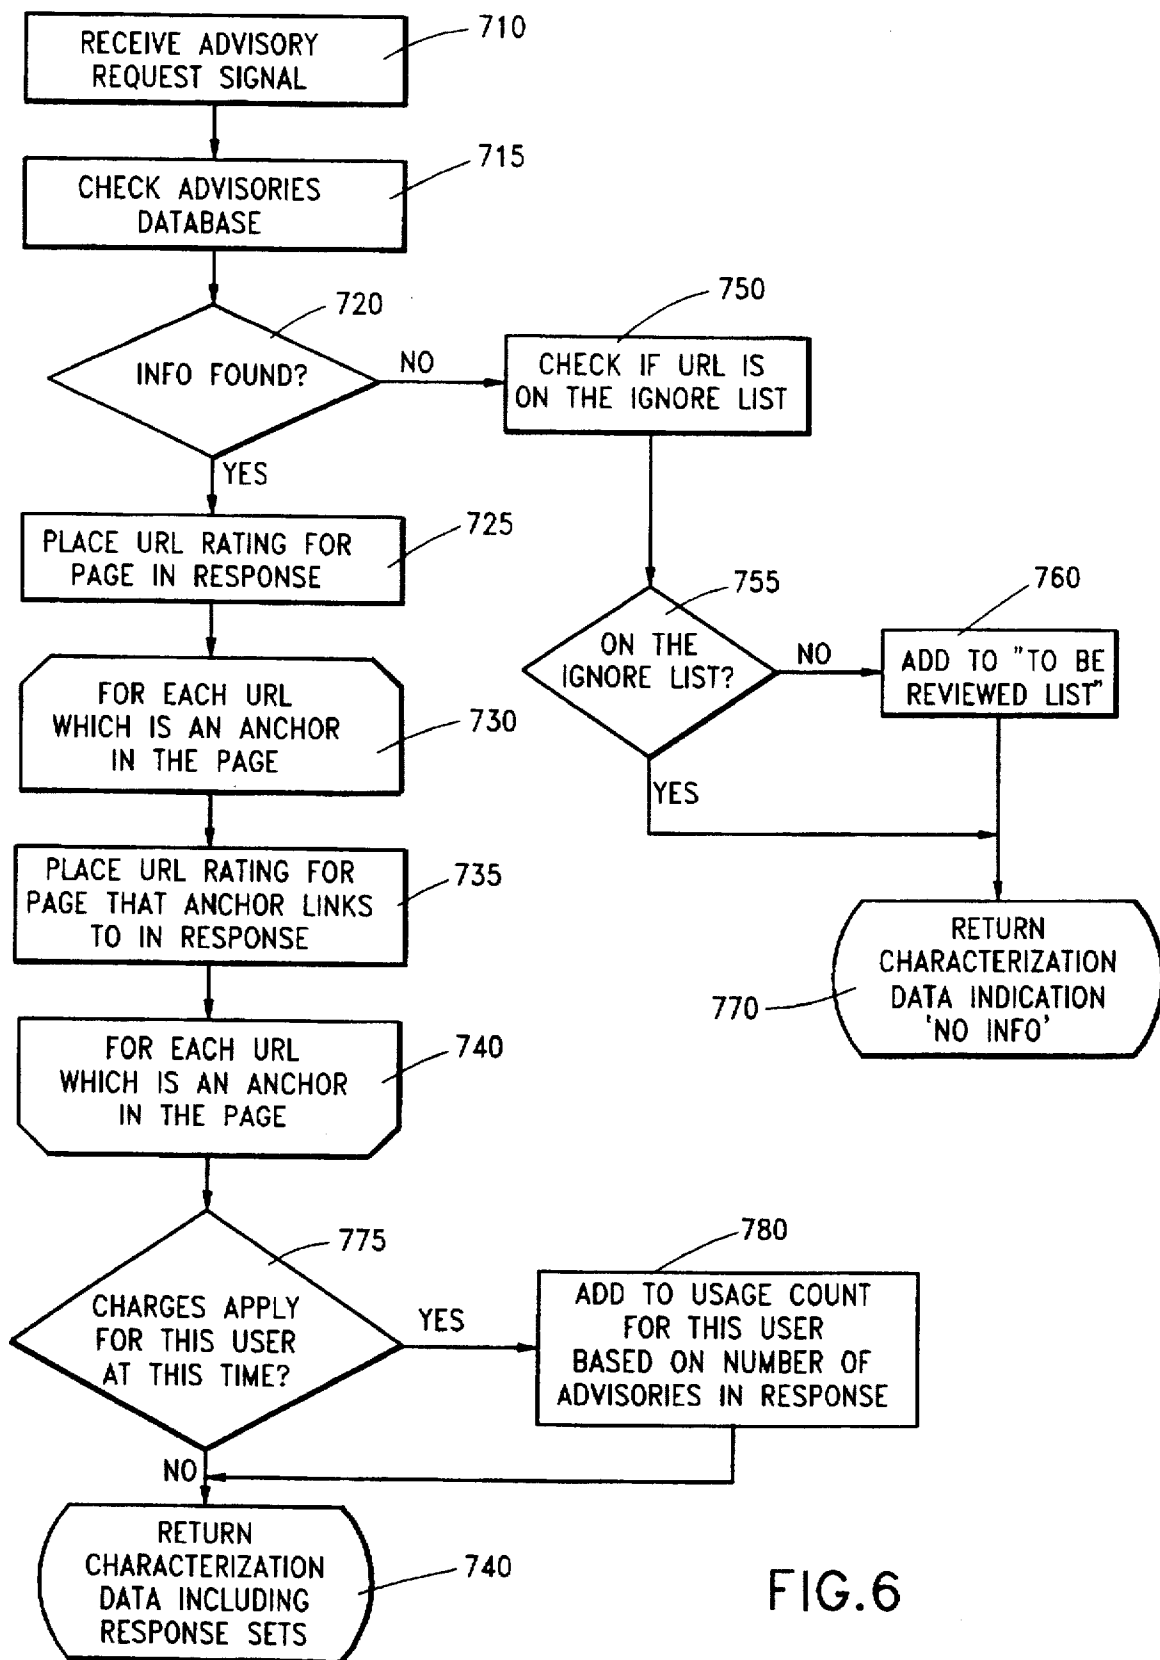 710
RECEIVE ADVISORY
REQUEST SIGNAL
715
CHECK ADVISORIES
DATABASE
720
INFO FOUND?
NO
YES
750
CHECK IF URL IS
ON THE IGNORE LIST
725
PLACE URL RATING FOR
PAGE IN RESPONSE
755
ON THE
IGNORE LIST?
NO
YES
760
ADD TO "TO BE
REVIEWED LIST"
FOR EACH URL
WHICH IS AN ANCHOR
IN THE PAGE
730
PLACE URL RATING FOR
PAGE THAT ANCHOR LINKS
TO IN RESPONSE
735
RETURN
CHARACTERIZATION
DATA INDICATION
'NO INFO'
770
FOR EACH URL
WHICH IS AN ANCHOR
IN THE PAGE
740
775
CHARGES APPLY
FOR THIS USER
AT THIS TIME?
YES
NO
780
ADD TO USAGE COUNT
FOR THIS USER
BASED ON NUMBER OF
ADVISORIES IN RESPONSE
RETURN
CHARACTERIZATION
DATA INCLUDING
RESPONSE SETS
740
FIG.6